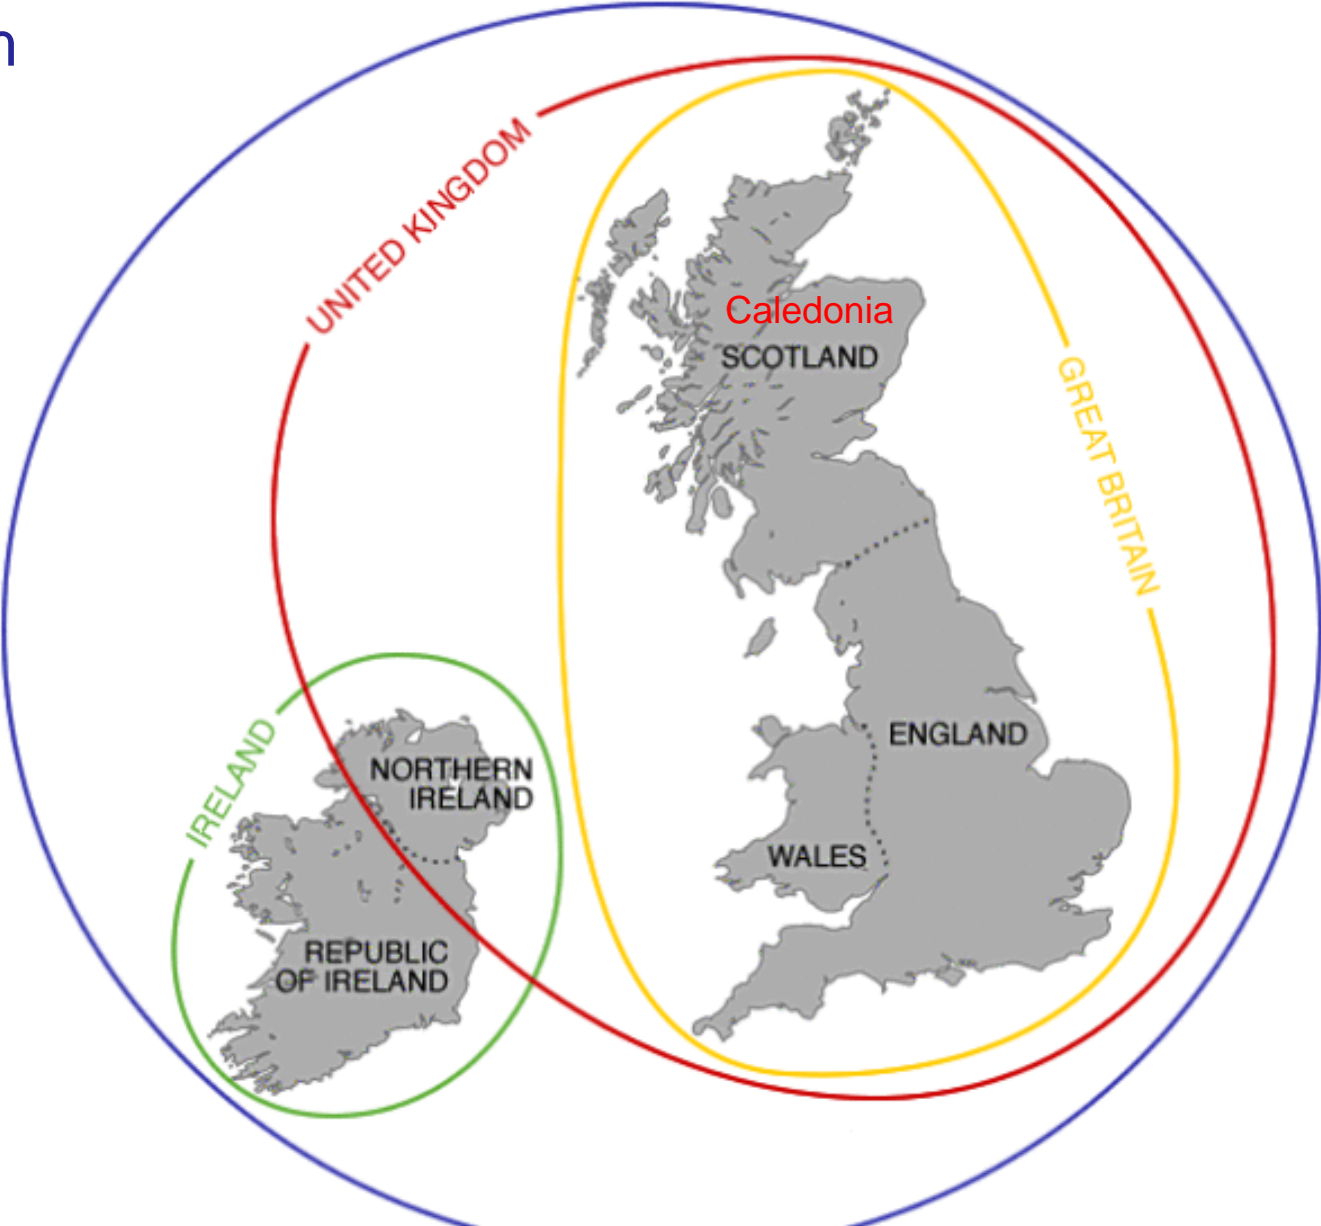 UNITED KINGDOM
Caledonia
SCOTLAND
GREAT BRITAIN
IRELAND
NORTHERN
IRELAND
ENGLAND
WALES
REPUBLIC
OF IRELAND